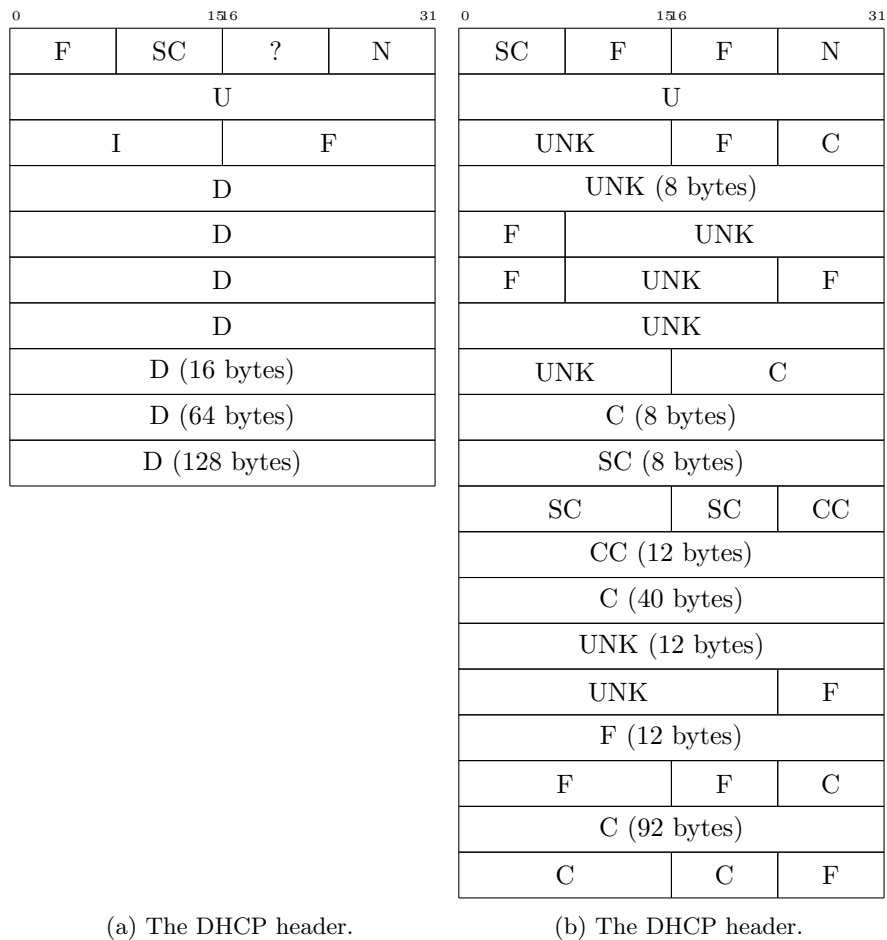 0 15 16 31
F SC ? N
U
I F
D
D
D
D
D (16 bytes)
D (64 bytes)
D (128 bytes)
(a) The DHCP header.
0 15 16 31
SC F F N
U
UNK F C
UNK (8 bytes)
F UNK
F UNK F
UNK
UNK C
C (8 bytes)
SC (8 bytes)
SC SC CC
CC (12 bytes)
C (40 bytes)
UNK (12 bytes)
UNK F
F (12 bytes)
F F C
C (92 bytes)
C C F
(b) The DHCP header.